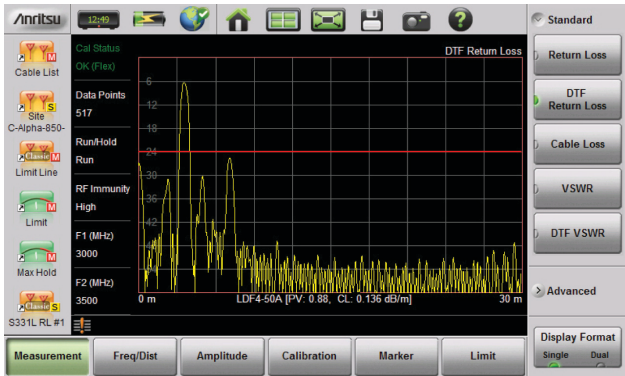 Anritsu
12:49
?
Standard
Cable List
M
Site
C-Alpha-850-
S
Classic
M
Limit Line
M
Limit
M
Max Hold
Classic
S
S331L RL #1
Cal Status
OK (Flex)
Data Points
517
Run/Hold
Run
RF Immunity
High
F1 (MHz)
3000
F2 (MHz)
3500
DTF Return Loss
6
12
18
24
30
36
42
48
0 m
LDF4-50A [PV: 0.88, CL: 0.136 dB/m]
30 m
Return Loss
DTF
Return Loss
Cable Loss
VSWR
DTF VSWR
Advanced
Display Format
Single Dual
Measurement
Freq/Dist
Amplitude
Calibration
Marker
Limit